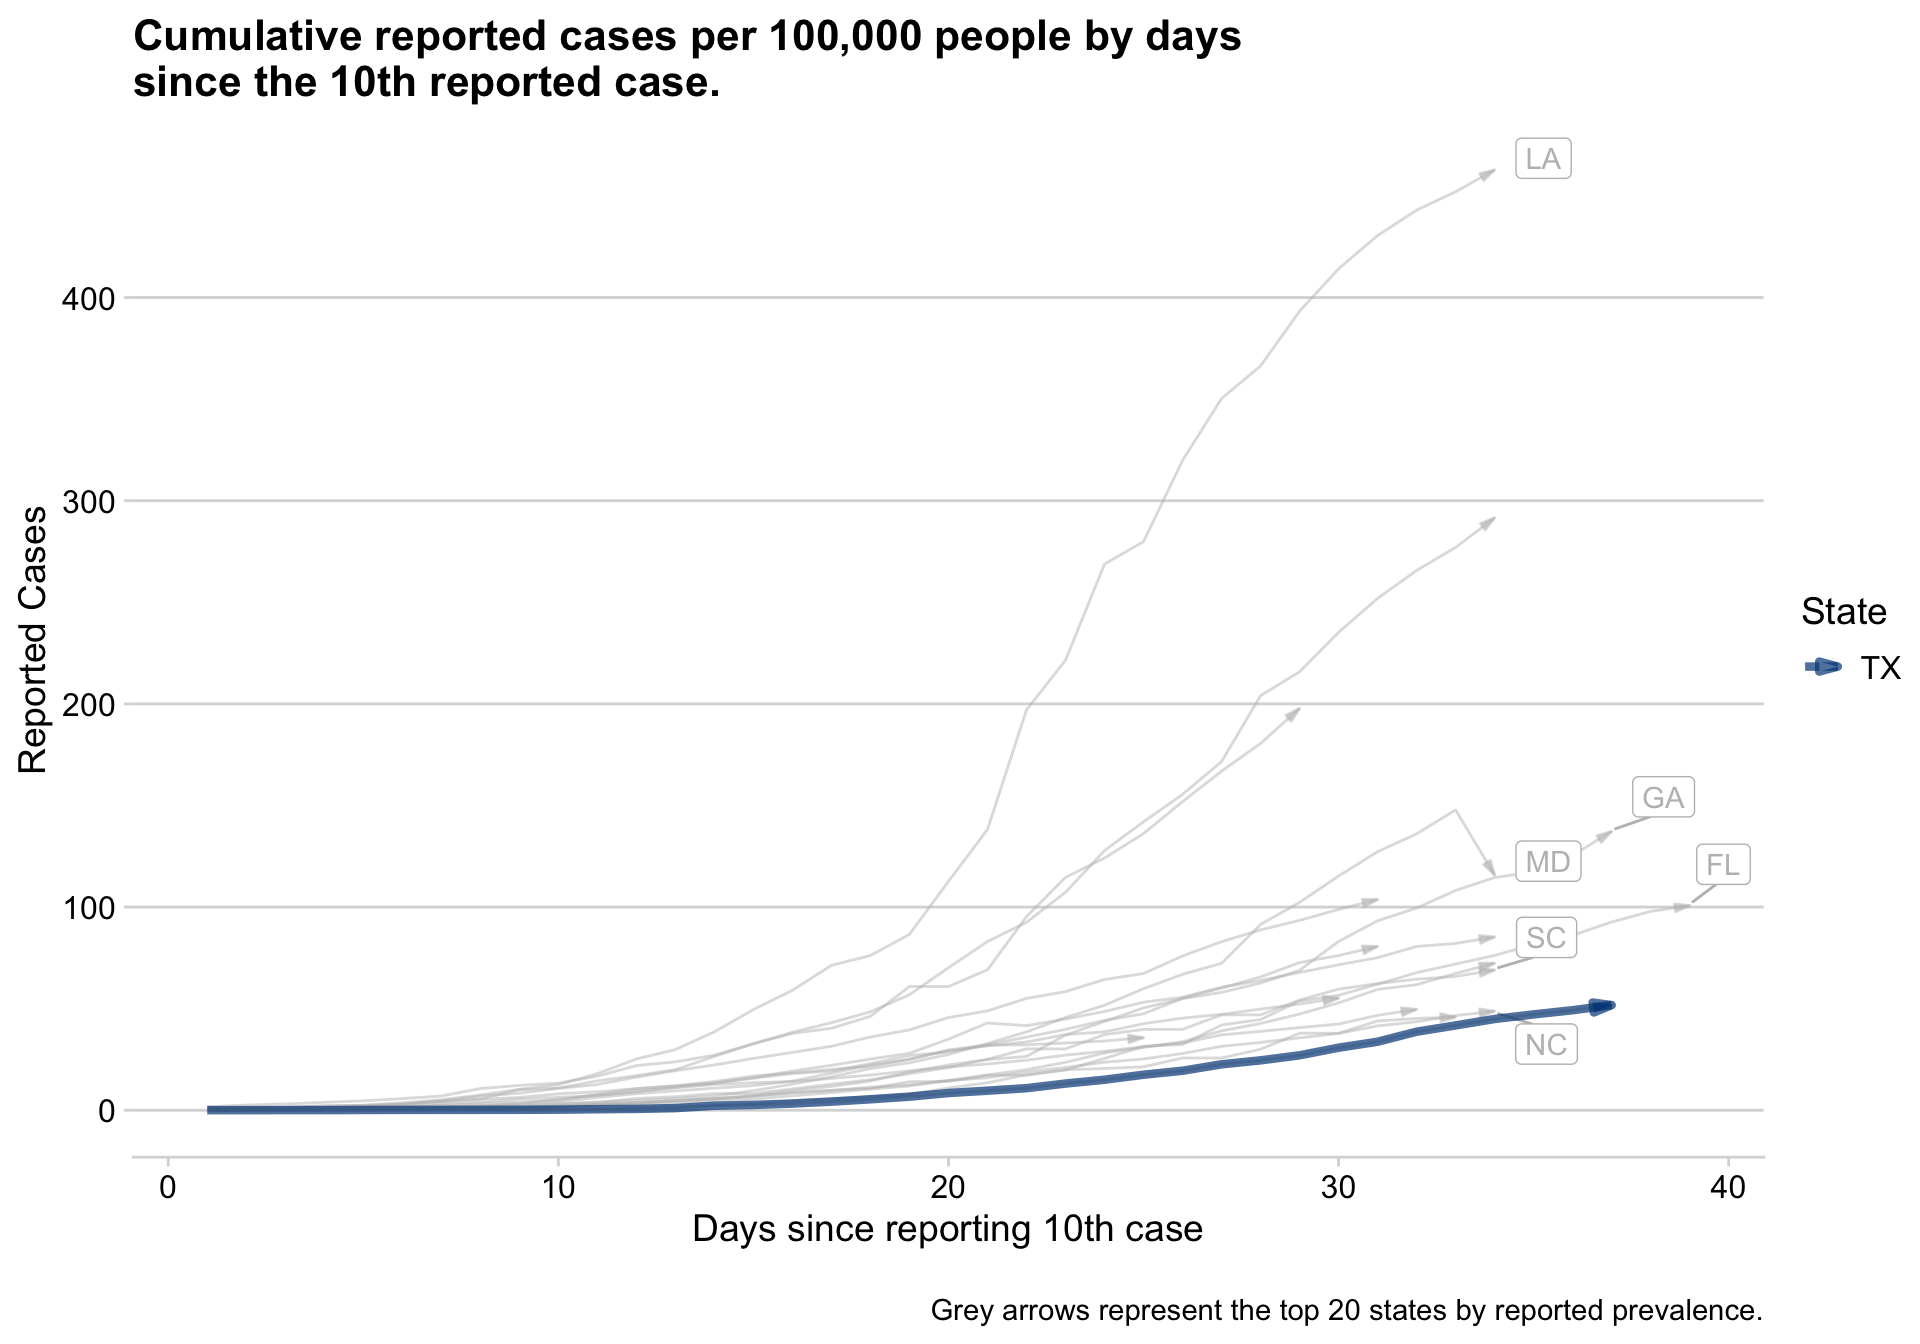 Cumulative reported cases per 100,000 people by days
since the 10th reported case.
LA
400
300
200
100
0
Reported Cases
GA
MD
FL
SC
NC
State
TX
0
10
20
30
40
Days since reporting 10th case
Grey arrows represent the top 20 states by reported prevalence.